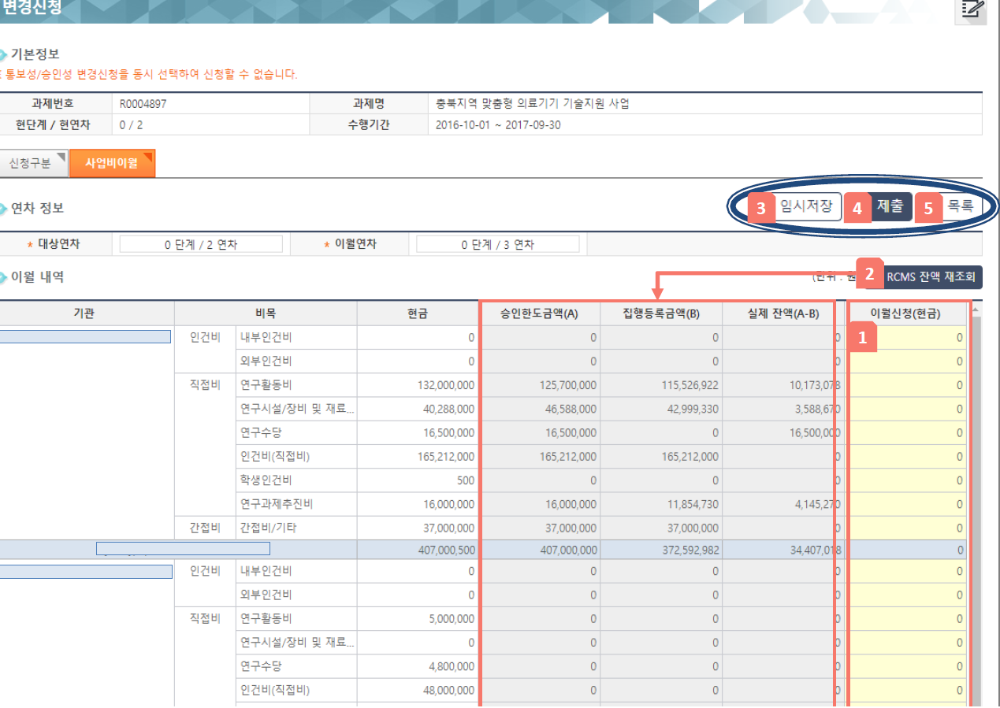 변경신청
기본정보
통보성/승인성 변경신청을 동시 선택하여 신청할 수 없습니다.
과제번호 R0004897 과제명 충북지역 맞춤형 의료기기 기술지원 사업
현단계 / 현연차 0 / 2 수행기간 2016-10-01 ~ 2017-09-30
신청구분 사업비이월
연차 정보 3 임시저장 4 제출 5 목록
* 대상연차 0 단계 / 2 연차 * 이월연차 0 단계 / 3 연차
이월 내역 (단위 : 원 2 RCMS 잔액 재조회
기관 비목 현금 승인한도금액(A) 집행등록금액(B) 실제 잔액(A-B) 이월신청(현금)
인건비 내부인건비 0 0 0 0 1 0
외부인건비 0 0 0 0 0
직접비 연구활동비 132,000,000 125,700,000 115,526,922 10,173,078 0
연구시설/장비 및 재료... 40,288,000 46,588,000 42,999,330 3,588,670 0
연구수당 16,500,000 16,500,000 0 16,500,000 0
인건비(직접비) 165,212,000 165,212,000 165,212,000 0 0
학생인건비 500 0 0 0 0
연구과제추진비 16,000,000 16,000,000 11,854,730 4,145,270 0
간접비 간접비/기타 37,000,000 37,000,000 37,000,000 0 0
407,000,500 407,000,000 372,592,982 34,407,018 0
인건비 내부인건비 0 0 0 0 0
외부인건비 0 0 0 0 0
직접비 연구활동비 5,000,000 0 0 0 0
연구시설/장비 및 재료... 0 0 0 0 0
연구수당 4,800,000 0 0 0 0
인건비(직접비) 48,000,000 0 0 0 0